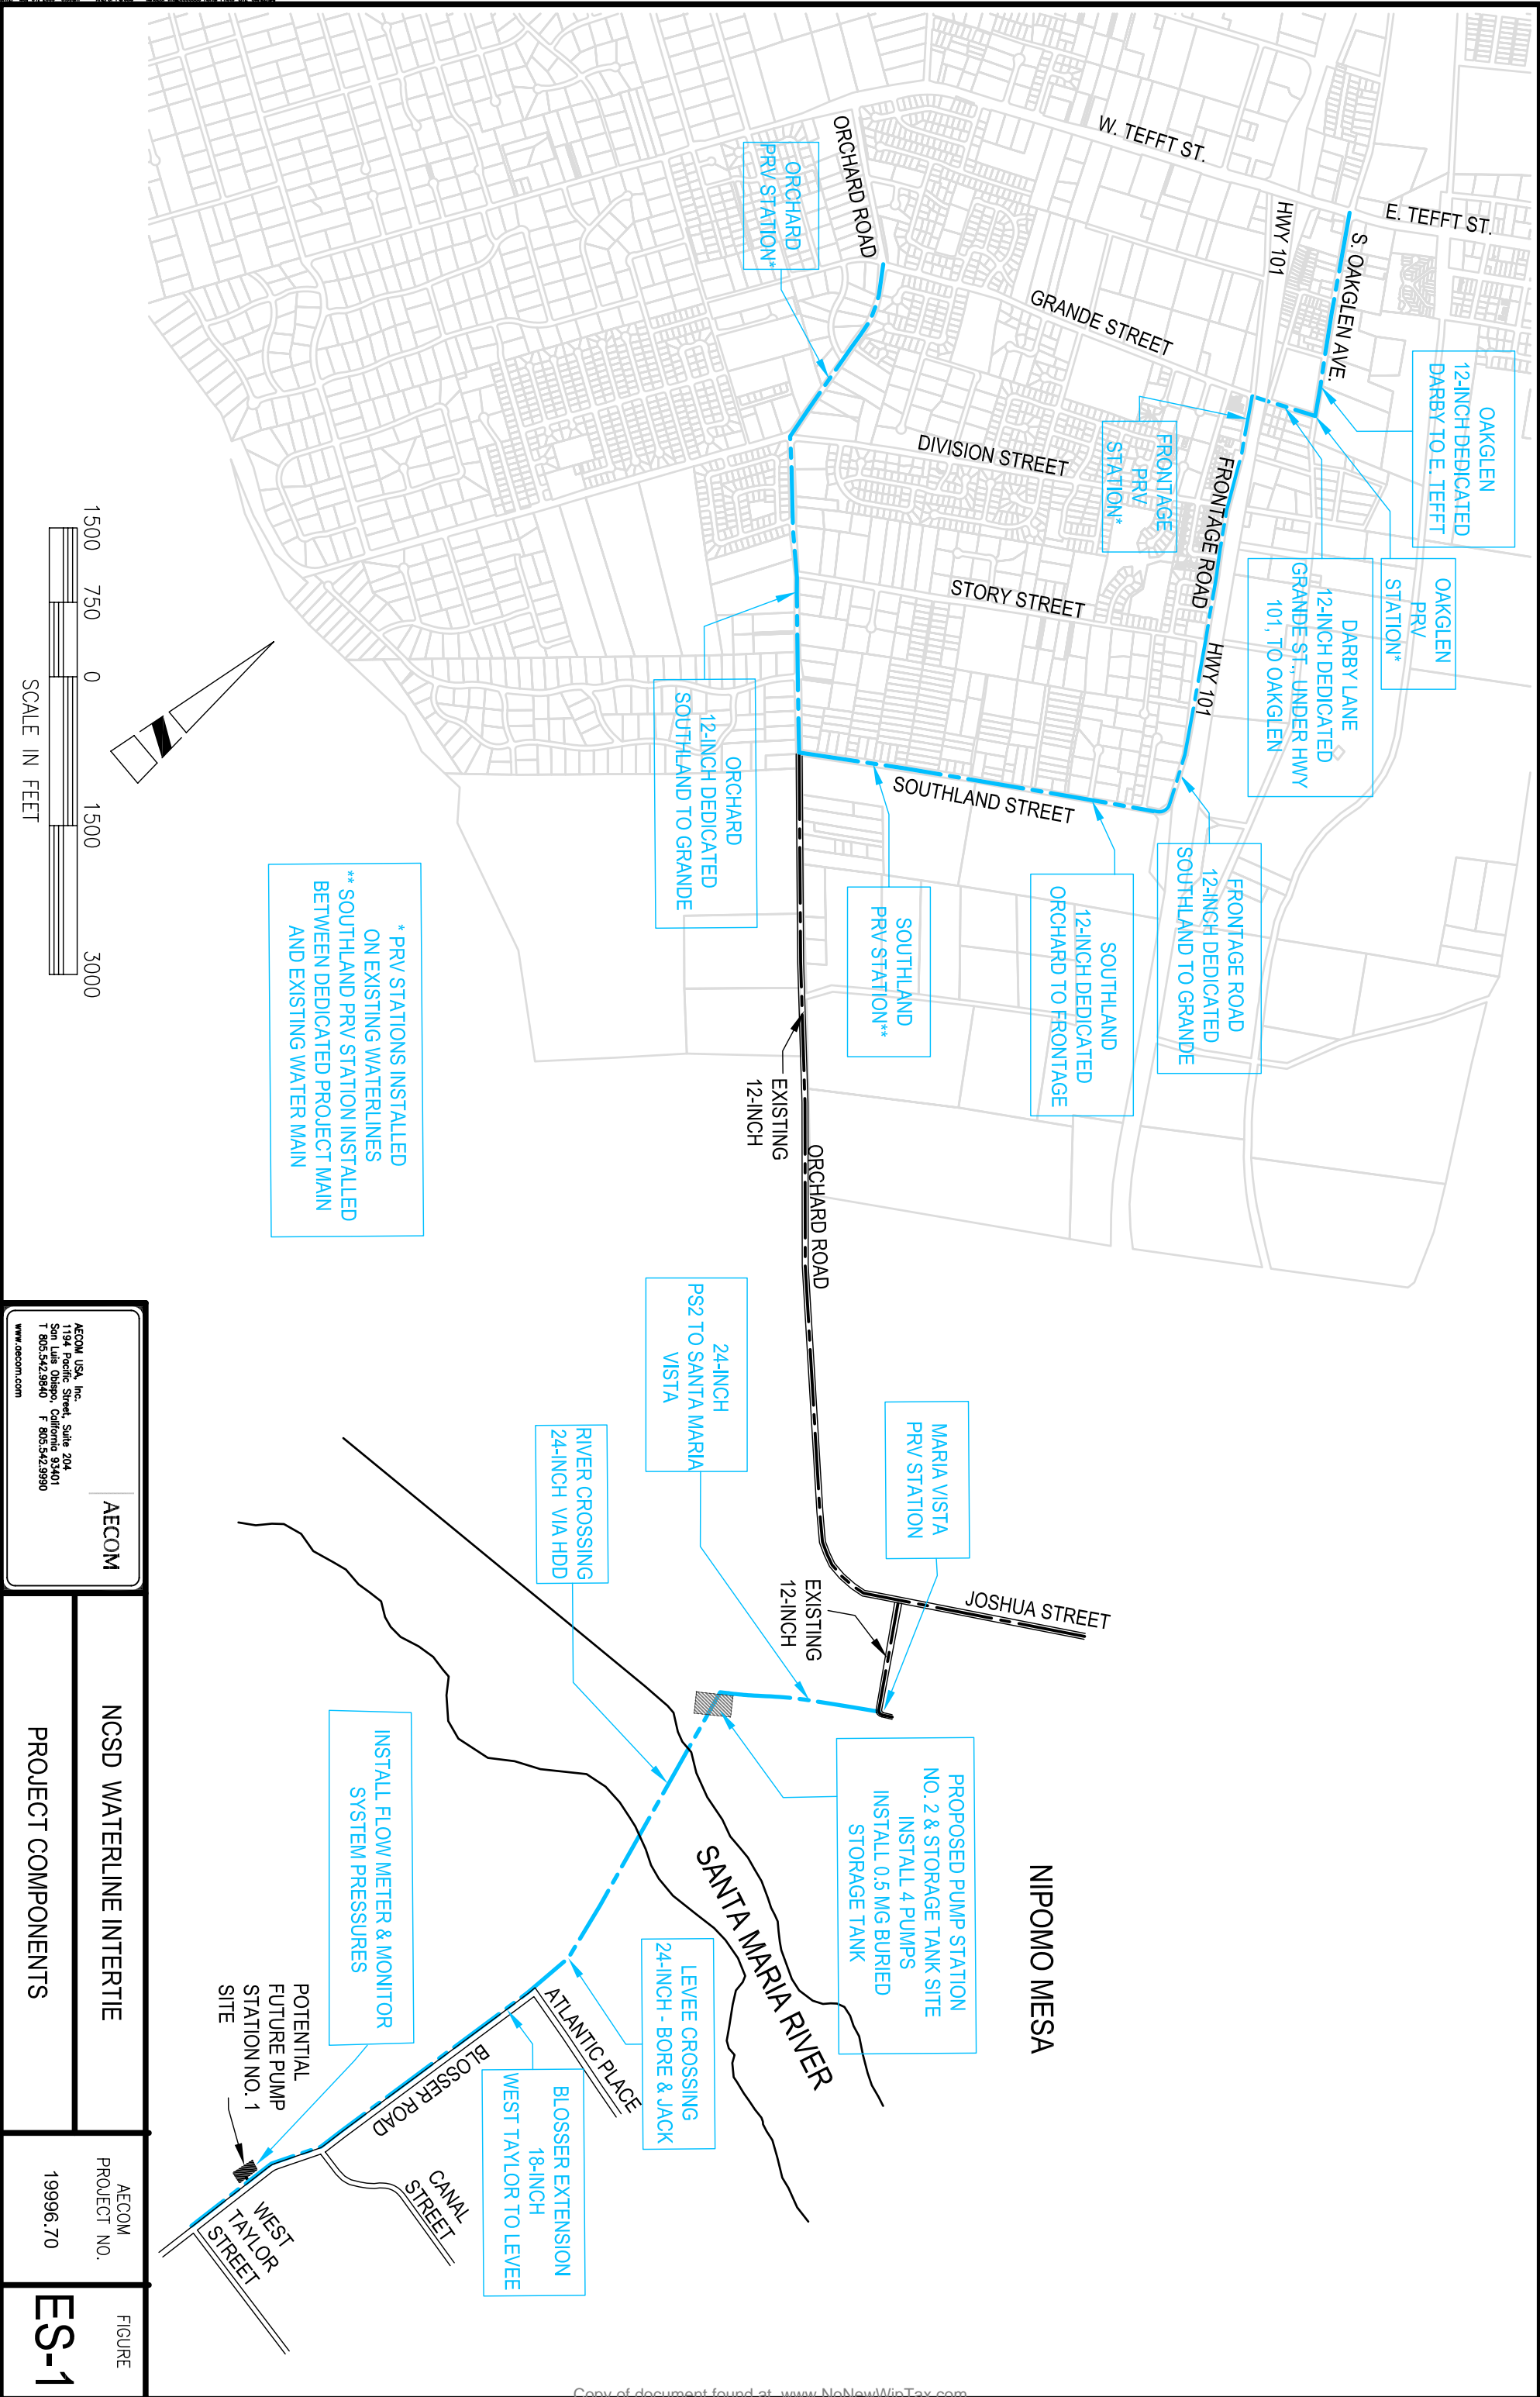 ORCHARD ROAD
ORCHARD
PRV STATION*
W. TEFFT ST.
E. TEFFT ST.
HWY 101
S. OAKGLEN AVE.
GRANDE STREET
OAKGLEN
12-INCH DEDICATED
DARBY TO E. TEFFT
OAKGLEN
PRV
STATION*
DARBY LANE
12-INCH DEDICATED
GRANDE ST., UNDER HWY
101, TO OAKGLEN
FRONTAGE
PRV
STATION*
FRONTAGE ROAD
HWY 101
DIVISION STREET
STORY STREET
SOUTHLAND STREET
FRONTAGE ROAD
12-INCH DEDICATED
SOUTHLAND TO GRANDE
SOUTHLAND
12-INCH DEDICATED
ORCHARD TO FRONTAGE
SOUTHLAND
PRV STATION**
ORCHARD
12-INCH DEDICATED
SOUTHLAND TO GRANDE
EXISTING
12-INCH
ORCHARD ROAD
* PRV STATIONS INSTALLED
ON EXISTING WATERLINES
** SOUTHLAND PRV STATION INSTALLED
BETWEEN DEDICATED PROJECT MAIN
AND EXISTING WATER MAIN
1500 750 0 1500 3000
SCALE IN FEET
NIPOMO MESA
JOSHUA STREET
MARIA VISTA
PRV STATION
EXISTING
12-INCH
24-INCH
PS2 TO SANTA MARIA
VISTA
RIVER CROSSING
24-INCH VIA HDD
PROPOSED PUMP STATION
NO. 2 & STORAGE TANK SITE
INSTALL 4 PUMPS
INSTALL 0.5 MG BURIED
STORAGE TANK
SANTA MARIA RIVER
LEVEE CROSSING
24-INCH - BORE & JACK
ATLANTIC PLACE
BLOSSER EXTENSION
18-INCH
WEST TAYLOR TO LEVEE
BLOSSER ROAD
CANAL
STREET
WEST
TAYLOR
STREET
INSTALL FLOW METER & MONITOR
SYSTEM PRESSURES
POTENTIAL
FUTURE PUMP
STATION NO. 1
SITE
AECOM
AECOM USA, Inc.
1194 Pacific Street, Suite 204
San Luis Obispo, California 93401
T 805.542.9840 F 805.542.9990
www.aecom.com
NCSD WATERLINE INTERTIE
PROJECT COMPONENTS
AECOM
PROJECT NO.
19996.70
FIGURE
ES-1
Copy of document found at www.NoNewWipTax.com